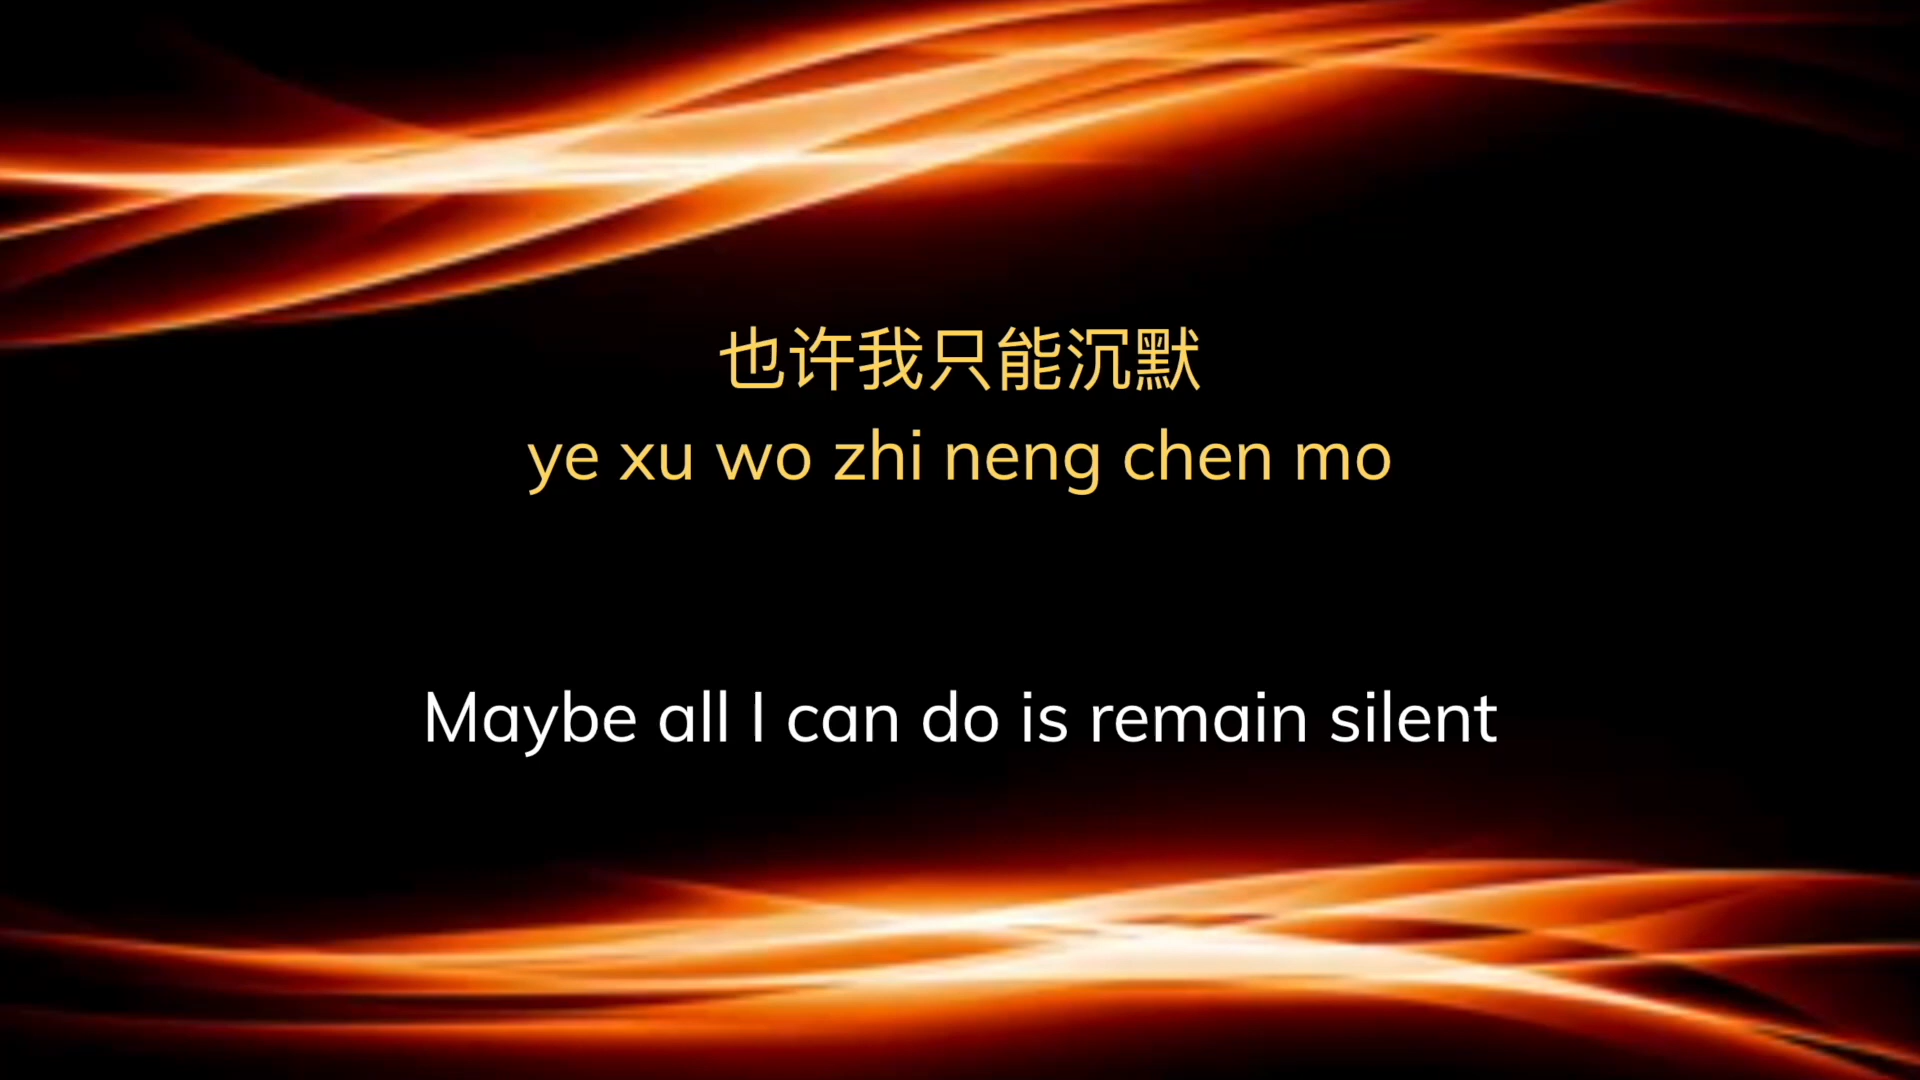 也许我只能沉默
ye xu wo zhi neng chen mo
Maybe all I can do is remain silent